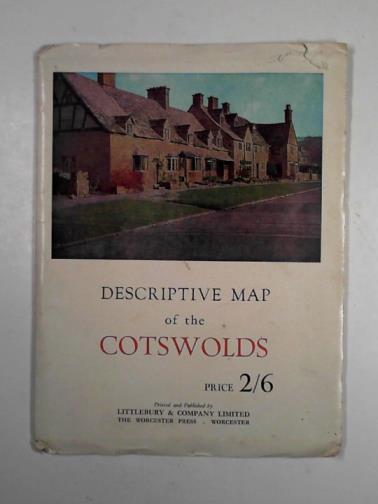 DESCRIPTIVE MAP
of the
COTSWOLDS
PRICE 2/6
Printed and Published by
LITTLEBURY & COMPANY LIMITED
THE WORCESTER PRESS . WORCESTER